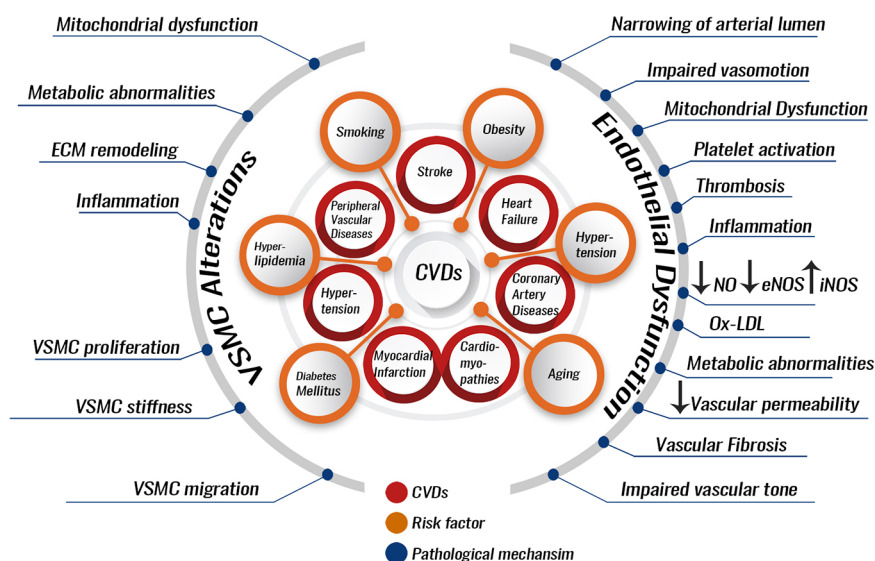 Mitochondrial dysfunction
Metabolic abnormalities
ECM remodeling
Inflammation
VSMC proliferation
VSMC stiffness
VSMC migration
VSMC Alterations
Smoking
Obesity
Stroke
Peripheral
Vascular
Diseases
Heart
Failure
Hyper-
lipidemia
Hyper-
tension
CVDs
Hyper-
tension
Coronary
Artery
Diseases
Diabetes
Mellitus
Myocardial
Infarction
Cardio-
myo-
pathies
Aging
Endothelial Dysfunction
Narrowing of arterial lumen
Impaired vasomotion
Mitochondrial Dysfunction
Platelet activation
Thrombosis
Inflammation
↓NO ↓eNOS ↑iNOS
Ox-LDL
Metabolic abnormalities
↓Vascular permeability
Vascular Fibrosis
Impaired vascular tone
CVDs
Risk factor
Pathological mechansim